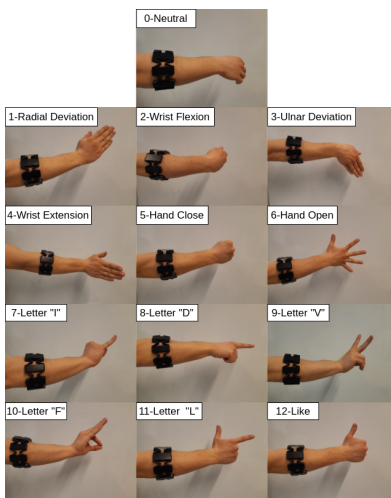 0-Neutral
1-Radial Deviation
2-Wrist Flexion
3-Ulnar Deviation
4-Wrist Extension
5-Hand Close
6-Hand Open
7-Letter "I"
8-Letter "D"
9-Letter "V"
10-Letter "F"
11-Letter "L"
12-Like